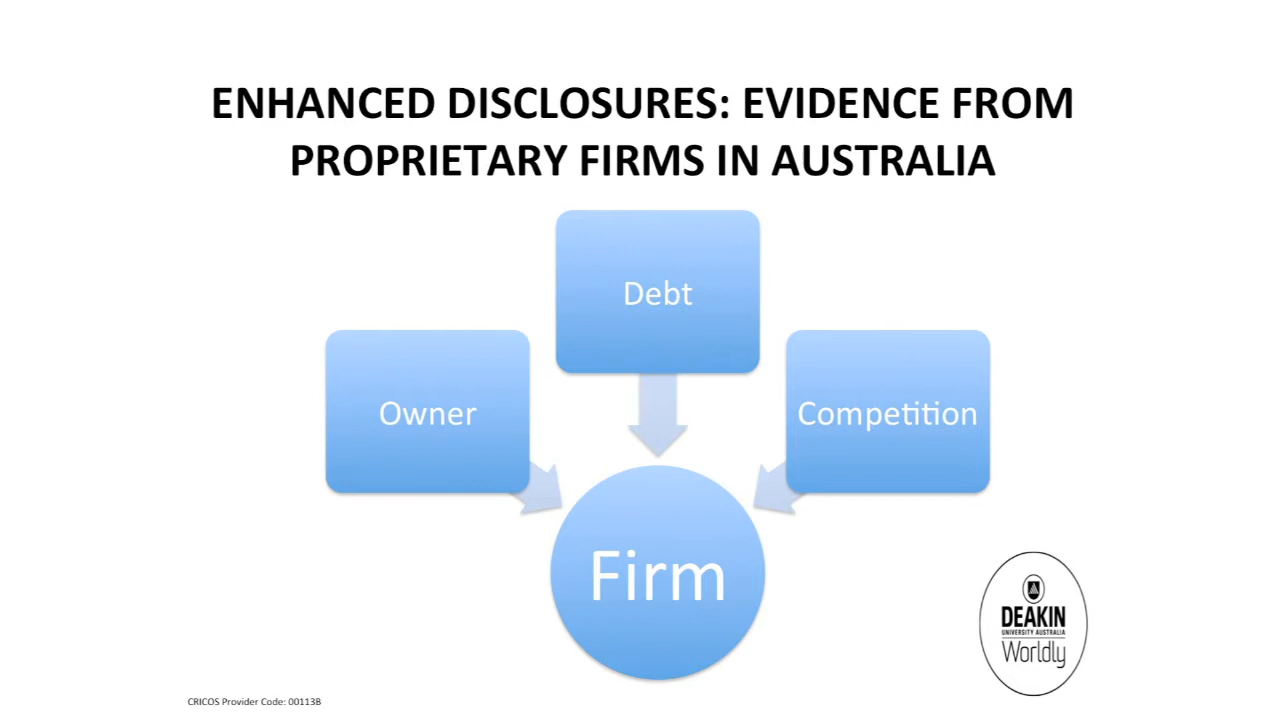 ENHANCED DISCLOSURES: EVIDENCE FROM
PROPRIETARY FIRMS IN AUSTRALIA
Debt
Owner
Competition
Firm
DEAKIN
UNIVERSITY AUSTRALIA
Worldly
CRICOS Provider Code: 00113B